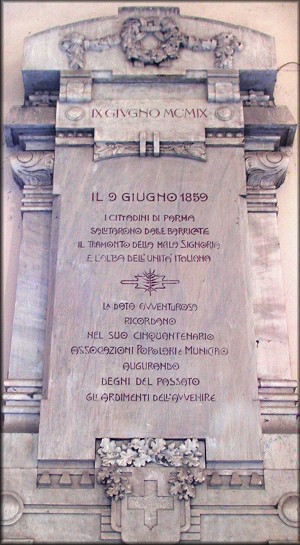 IX GIVGNO MCMIX
IL 9 GIUGNO 1859
I CITTADINI DI PARMA
SALUTARONO DALLE BARRICATE
IL TRAMONTO DELLA MALA SIGNORIA
E L'ALBA DELL'UNITA' ITALIANA
LA DATA AVVENTUROSA
RICORDANO
NEL SUO CINQUANTENARIO
ASSOCIAZIONI POPOLARI E MUNICIPIO
AUGURANDO
DEGNI DEL PASSATO
GLI ARDIMENTI DELL'AVVENIRE